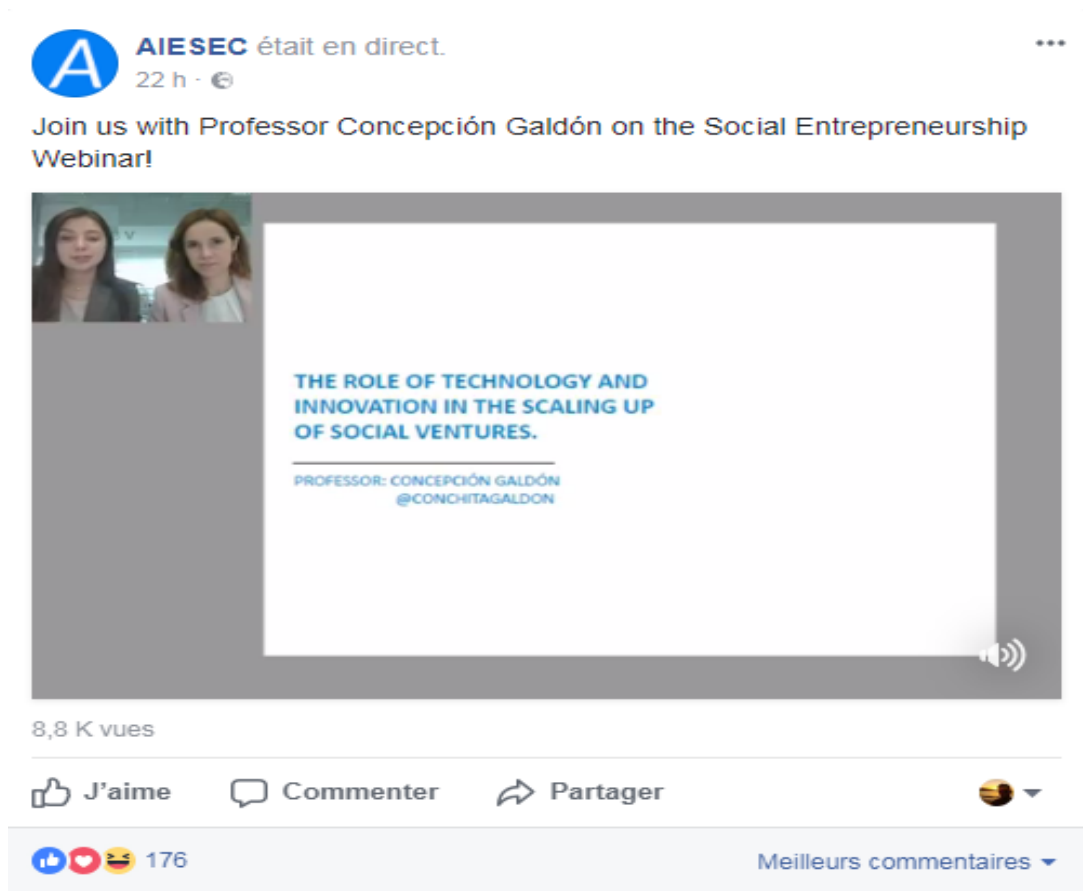 A
AIESEC était en direct.
22 h ·
Join us with Professor Concepción Galdón on the Social Entrepreneurship
Webinar!
THE ROLE OF TECHNOLOGY AND
INNOVATION IN THE SCALING UP
OF SOCIAL VENTURES.
PROFESSOR: CONCEPCIÓN GALDÓN
@CONCHITAGALDON
8,8 K vues
J'aime Commenter Partager
176 Meilleurs commentaires